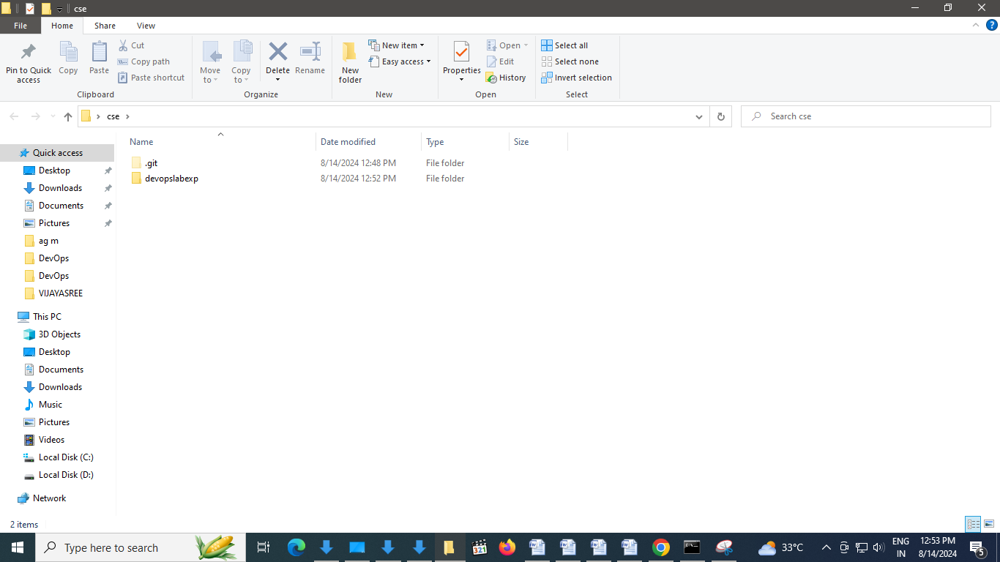 cse
File Home Share View
Pin to Quick access
Copy
Paste
Cut
Copy path
Paste shortcut
Clipboard
Move to
Copy to
Delete
Rename
Organize
New folder
New item
Easy access
New
Properties
Open
Edit
History
Open
Select all
Select none
Invert selection
Select
cse
Search cse
Name Date modified Type Size
.git 8/14/2024 12:48 PM File folder
devopslabexp 8/14/2024 12:52 PM File folder
Quick access
Desktop
Downloads
Documents
Pictures
ag m
DevOps
DevOps
VIJAYASREE
This PC
3D Objects
Desktop
Documents
Downloads
Music
Pictures
Videos
Local Disk (C:)
Local Disk (D:)
Network
2 items
Type here to search
321
33°C
ENG
IN
12:53 PM
8/14/2024
5